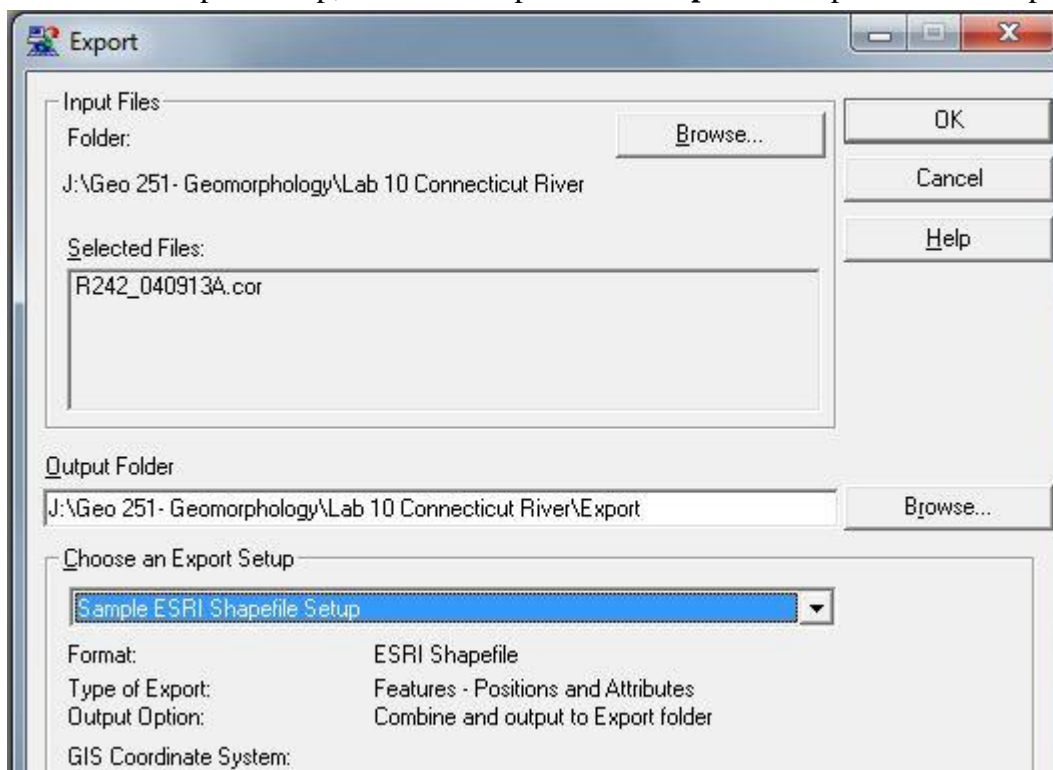 Export
Input Files
Folder:
Browse...
J:\Geo 251- Geomorphology\Lab 10 Connecticut River
Selected Files:
R242_040913A.cor
OK
Cancel
Help
Output Folder
J:\Geo 251- Geomorphology\Lab 10 Connecticut River\Export
Browse...
Choose an Export Setup
Sample ESRI Shapefile Setup
Format: ESRI Shapefile
Type of Export: Features - Positions and Attributes
Output Option: Combine and output to Export folder
GIS Coordinate System: